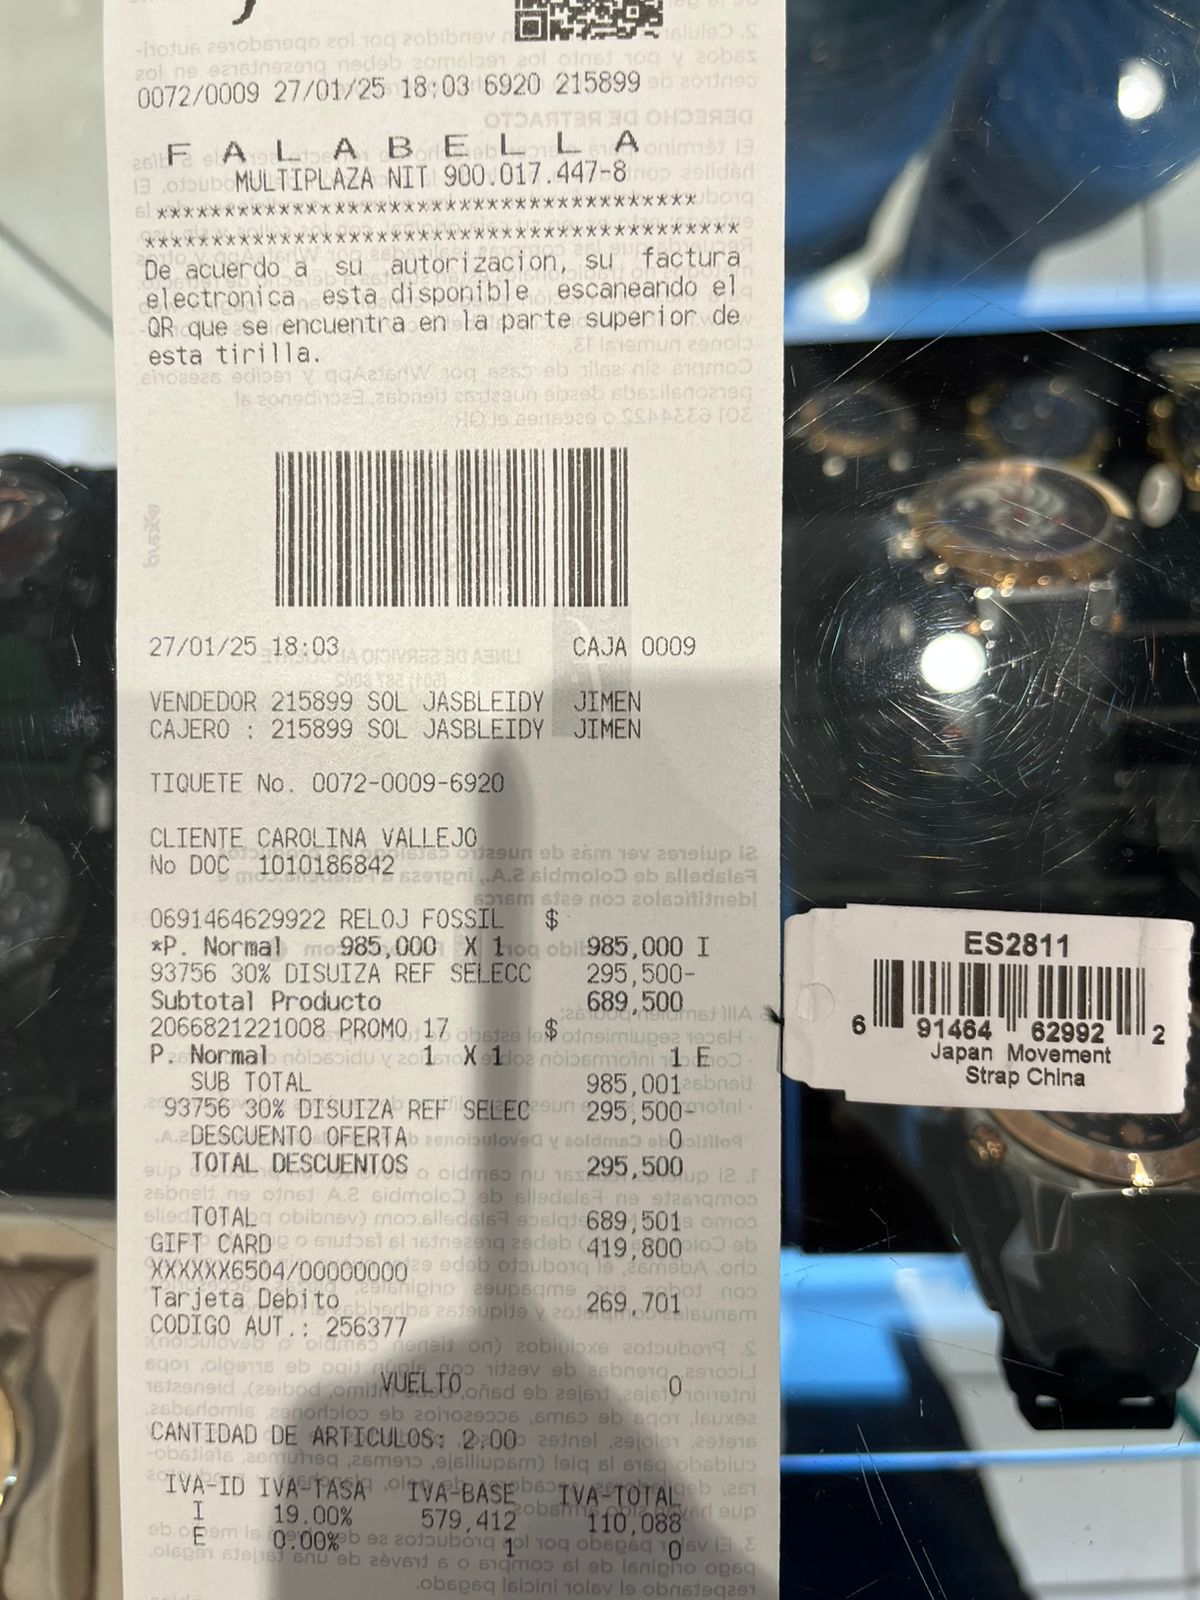 0072/0009 27/01/25 18:03 6920 215899
FALABELLA
MULTIPLAZA NIT 900.017.447-8
****************************************
********************************************
De acuerdo a su autorizacion, su factura
electronica esta disponible escaneando el
QR que se encuentra en la parte superior de
esta tirilla.
27/01/25 18:03 CAJA 0009
VENDEDOR 215899 SOL JASBLEIDY JIMEN
CAJERO : 215899 SOL JASBLEIDY JIMEN
TIQUETE No. 0072-0009-6920
CLIENTE CAROLINA VALLEJO
No DOC 1010186842
0691464629922 RELOJ FOSSIL $
*P. Normal 985,000 X 1 985,000 I
93756 30% DISUIZA REF SELECC 295,500-
Subtotal Producto 689,500
2066821221008 PROMO 17 $
P. Normal 1 X 1 1 E
SUB TOTAL 985,001
93756 30% DISUIZA REF SELEC 295,500-
DESCUENTO OFERTA 0
TOTAL DESCUENTOS 295,500
TOTAL 689,501
GIFT CARD 419,800
XXXXXX6504/00000000
Tarjeta Debito 269,701
CODIGO AUT.: 256377
VUELTO 0
CANTIDAD DE ARTICULOS: 2.00
IVA-ID IVA-TASA IVA-BASE IVA-TOTAL
I 19.00% 579,412 110,088
E 0.00% 1 0
ES2811
6 91464 62992 2
Japan Movement
Strap China